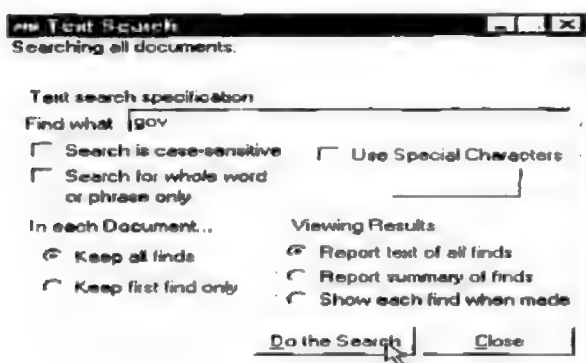 Text Search
Searching all documents.
Text search specification
Find what gov
Search is case-sensitive
Use Special Characters
Search for whole word
or phrase only
In each Document...
Viewing Results
Keep all finds
Report text of all finds
Report summary of finds
Keep first find only
Show each find when made
Do the Search
Close